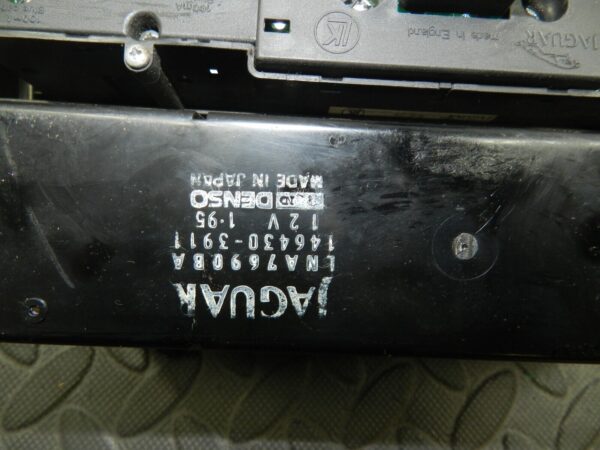 JAGUAR
LNA7690BA
146430-3911
12V 1·95
DENSO
MADE IN JAPAN
JAGUAR
made in England